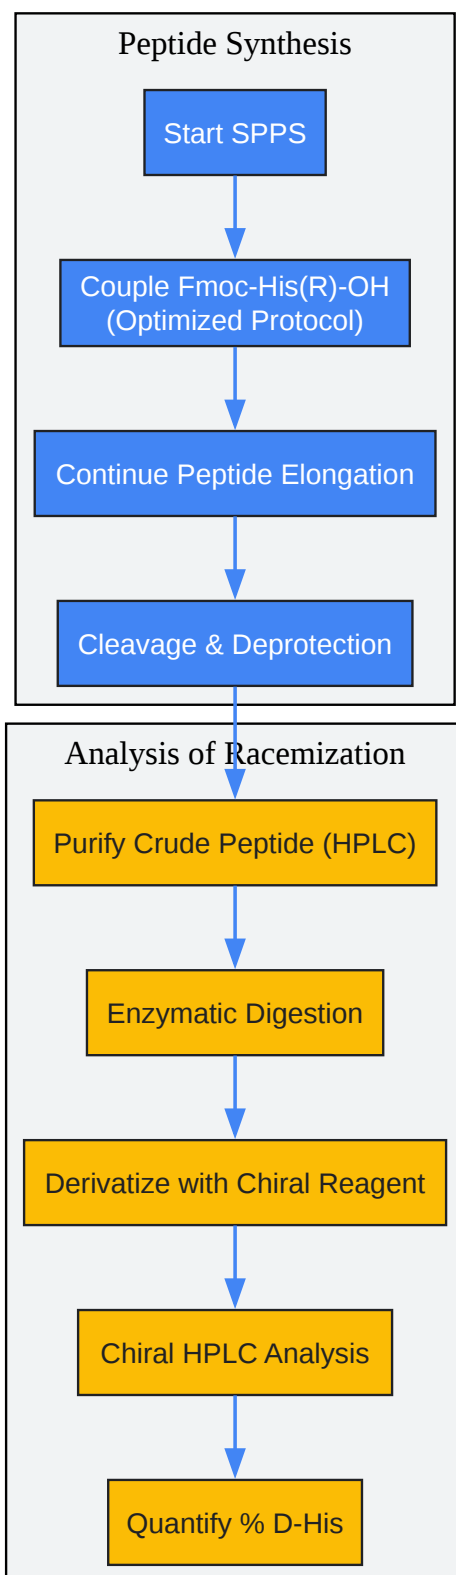 Peptide Synthesis
Start SPPS
Couple Fmoc-His(R)-OH
(Optimized Protocol)
Continue Peptide Elongation
Cleavage & Deprotection
Analysis of Racemization
Purify Crude Peptide (HPLC)
Enzymatic Digestion
Derivatize with Chiral Reagent
Chiral HPLC Analysis
Quantify % D-His